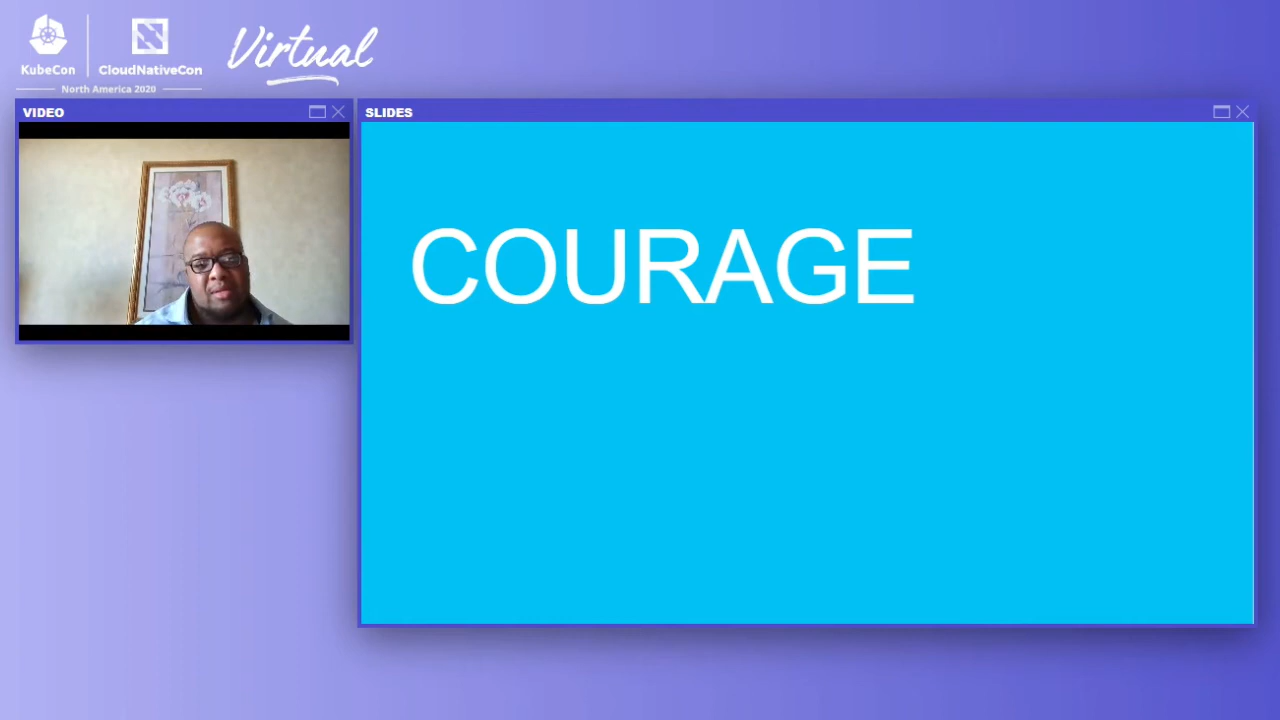 KubeCon
CloudNativeCon
North America 2020
Virtual
VIDEO
SLIDES
COURAGE